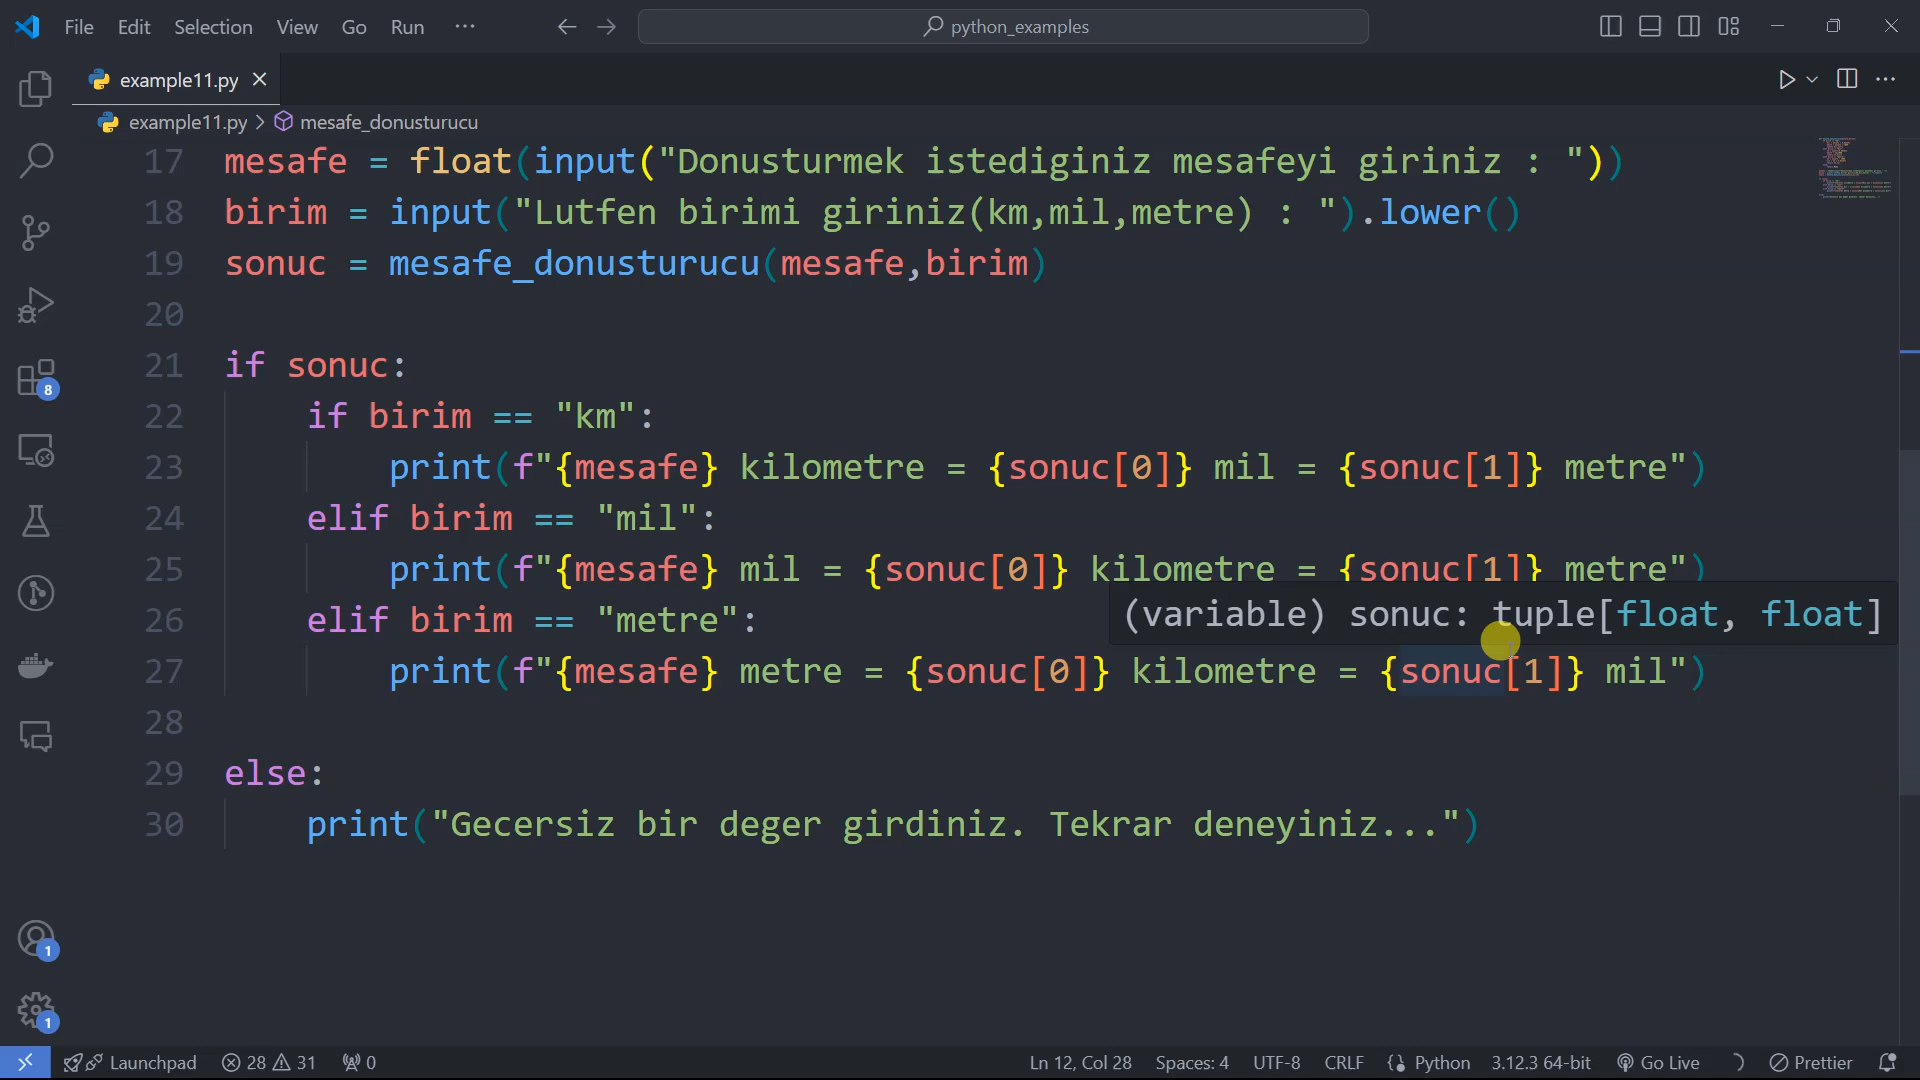 File Edit Selection View Go Run ···
python_examples
example11.py
example11.py > mesafe_donusturucu
17 mesafe = float(input("Donusturmek istediginiz mesafeyi giriniz : "))
18 birim = input("Lutfen birimi giriniz(km,mil,metre) : ").lower()
19 sonuc = mesafe_donusturucu(mesafe,birim)
20
21 if sonuc:
22     if birim == "km":
23         print(f"{mesafe} kilometre = {sonuc[0]} mil = {sonuc[1]} metre")
24     elif birim == "mil":
25         print(f"{mesafe} mil = {sonuc[0]} kilometre = {sonuc[1]} metre")
(variable) sonuc: tuple[float, float]
26     elif birim == "metre":
27         print(f"{mesafe} metre = {sonuc[0]} kilometre = {sonuc[1]} mil")
28
29 else:
30     print("Gecersiz bir deger girdiniz. Tekrar deneyiniz...")
8
1
1
Launchpad 28 31 0 Ln 12, Col 28 Spaces: 4 UTF-8 CRLF Python 3.12.3 64-bit Go Live Prettier